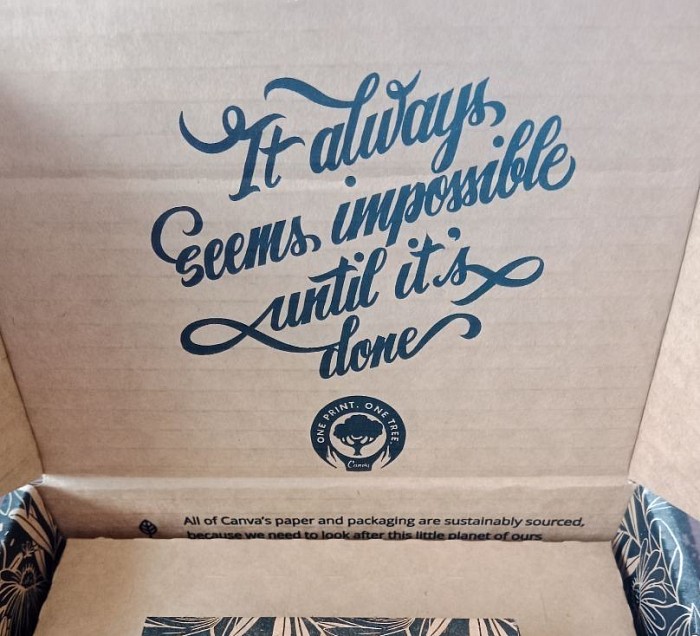 It always
seems impossible
until it's
done
ONE PRINT. ONE TREE.
Canva
All of Canva's paper and packaging are sustainably sourced,
because we need to look after this little planet of ours